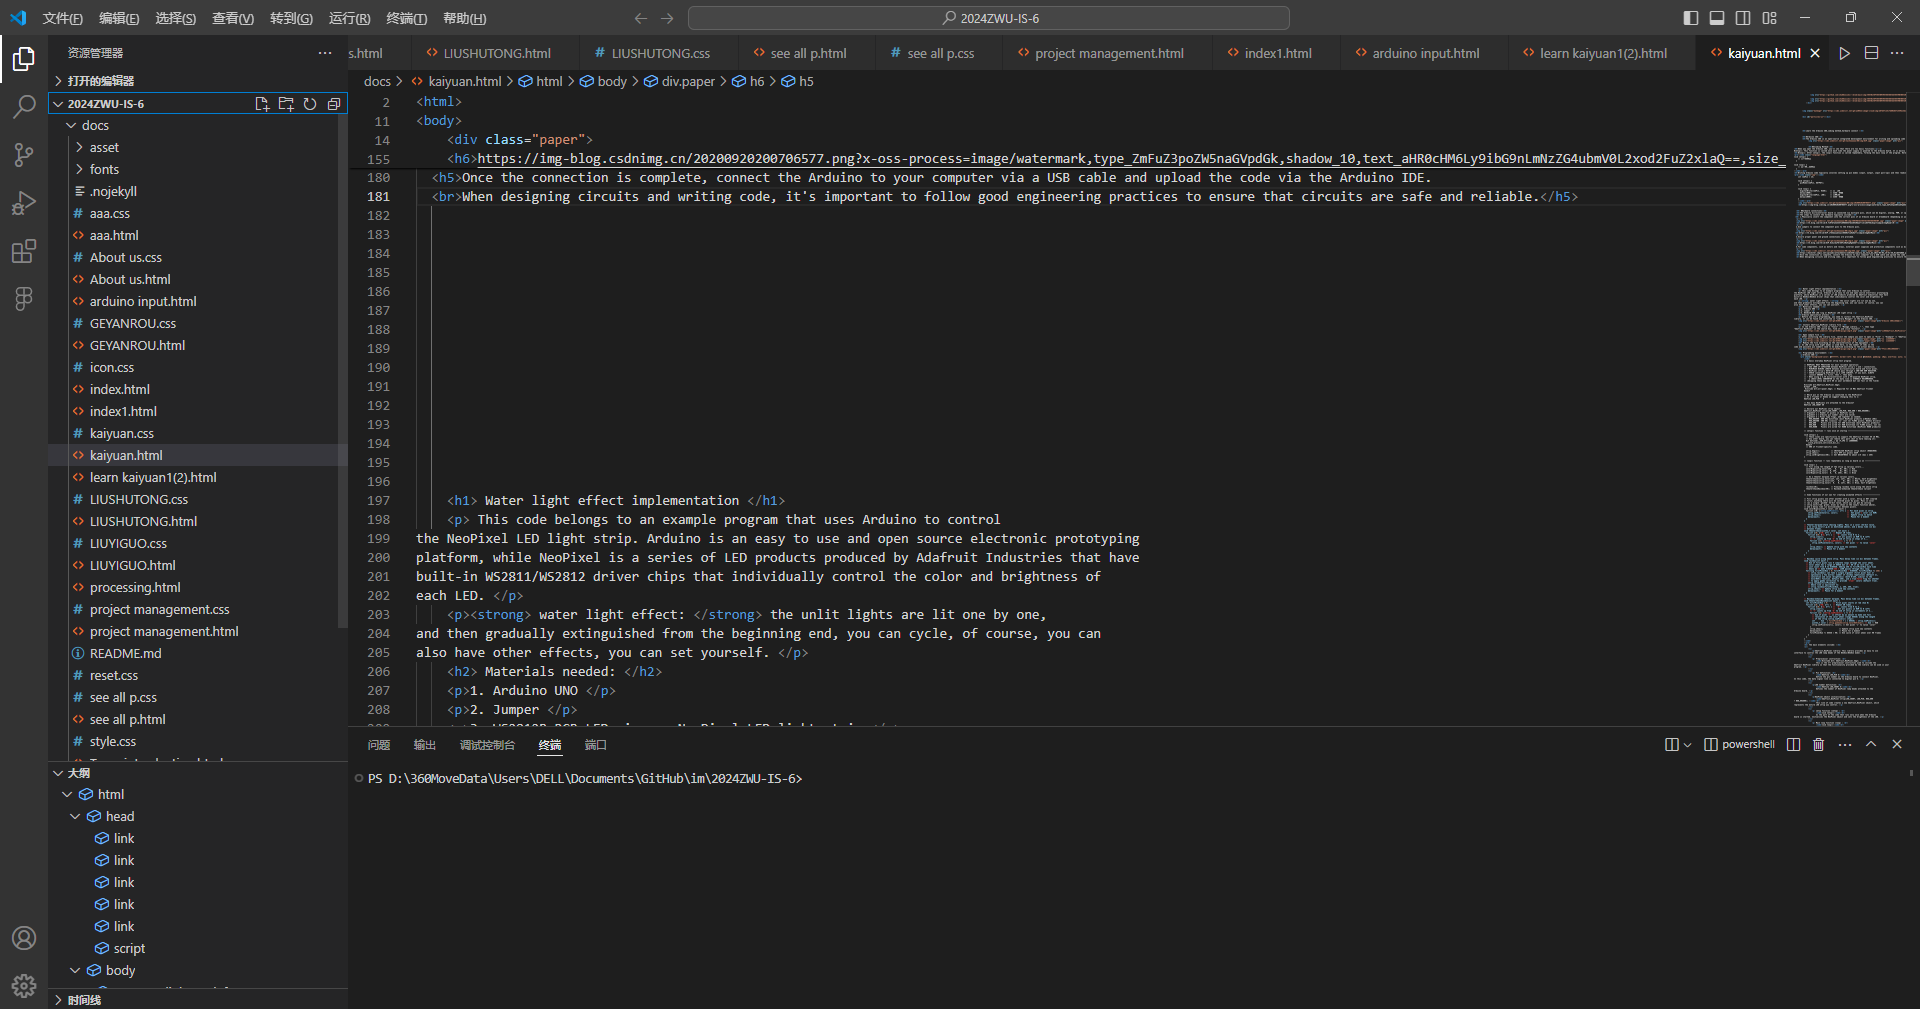 文件(F) 编辑(E) 选择(S) 查看(V) 转到(G) 运行(R) 终端(T) 帮助(H) 2024ZWU-IS-6
资源管理器
s.html LIUSHUTONG.html LIUSHUTONG.css see all p.html see all p.css project management.html index1.html arduino input.html learn kaiyuan1(2).html kaiyuan.html
打开的编辑器
docs > kaiyuan.html > html > body > div.paper > h6 > h5
2024ZWU-IS-6
docs
asset
fonts
.nojekyll
aaa.css
aaa.html
About us.css
About us.html
arduino input.html
GEYANROU.css
GEYANROU.html
icon.css
index.html
index1.html
kaiyuan.css
kaiyuan.html
learn kaiyuan1(2).html
LIUSHUTONG.css
LIUSHUTONG.html
LIUYIGUO.css
LIUYIGUO.html
processing.html
project management.css
project management.html
README.md
reset.css
see all p.css
see all p.html
style.css
大纲
html
head
link
link
link
link
link
script
body
时间线
2 <html>
11 <body>
14 <div class="paper">
155 <h6>https://img-blog.csdnimg.cn/20200920200706577.png?x-oss-process=image/watermark,type_ZmFuZ3poZW5naGVpdGk,shadow_10,text_aHR0cHM6Ly9ibG9nLmNzZG4ubmV0L2xod2FuZ2xlaQ==,size_
180 <h5>Once the connection is complete, connect the Arduino to your computer via a USB cable and upload the code via the Arduino IDE.
181 <br>When designing circuits and writing code, it's important to follow good engineering practices to ensure that circuits are safe and reliable.</h5>
182
183
184
185
186
187
188
189
190
191
192
193
194
195
196
197 <h1> Water light effect implementation </h1>
198 <p> This code belongs to an example program that uses Arduino to control
199 the NeoPixel LED light strip. Arduino is an easy to use and open source electronic prototyping
200 platform, while NeoPixel is a series of LED products produced by Adafruit Industries that have
201 built-in WS2811/WS2812 driver chips that individually control the color and brightness of
202 each LED. </p>
203 <p><strong> water light effect: </strong> the unlit lights are lit one by one,
204 and then gradually extinguished from the beginning end, you can cycle, of course, you can
205 also have other effects, you can set yourself. </p>
206 <h2> Materials needed: </h2>
207 <p>1. Arduino UNO </p>
208 <p>2. Jumper </p>
问题 输出 调试控制台 终端 端口 powershell
PS D:\360MoveData\Users\DELL\Documents\GitHub\im\2024ZWU-IS-6>